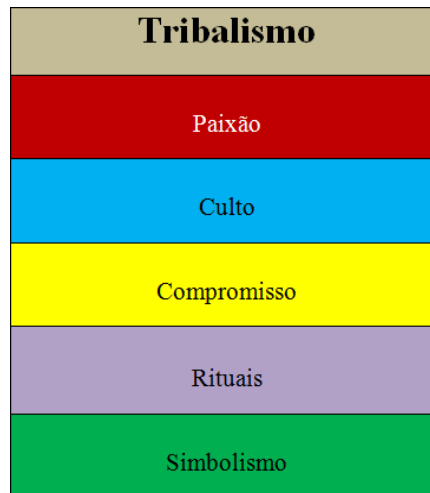 Tribalismo
Paixão
Culto
Compromisso
Rituais
Simbolismo